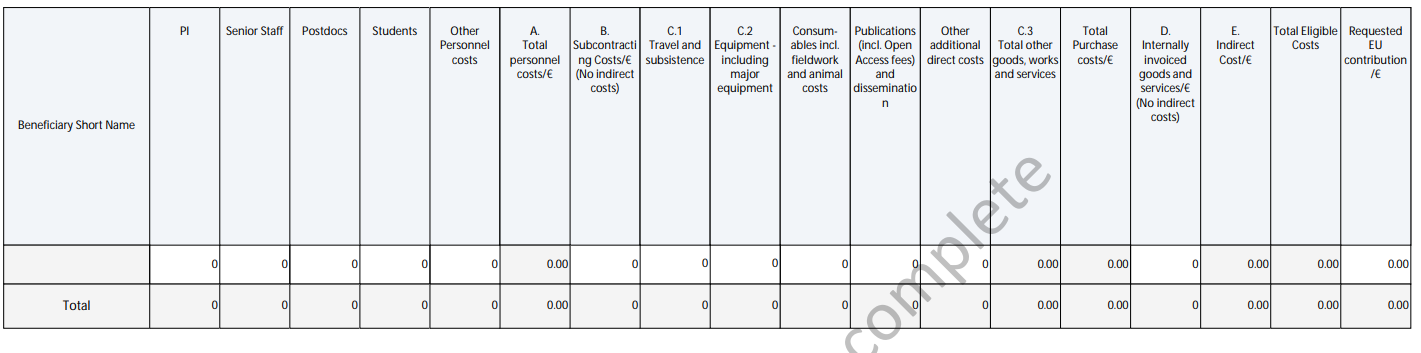 Beneficiary Short Name
PI
Senior Staff
Postdocs
Students
Other
Personnel
costs
A.
Total
personnel
costs/€
B.
Subcontracti
ng Costs/€
(No indirect
costs)
C.1
Travel and
subsistence
C.2
Equipment -
including
major
equipment
Consum-
ables incl.
fieldwork
and animal
costs
Publications
(incl. Open
Access fees)
and
disseminatio
n
Other
additional
direct costs
C.3
Total other
goods, works
and services
Total
Purchase
costs/€
D.
Internally
invoiced
goods and
services/€
(No indirect
costs)
E.
Indirect
Cost/€
Total Eligible
Costs
Requested
EU
contribution
/€
0 0 0 0 0 0.00 0 0 0 0 0 0 0.00 0.00 0 0.00 0.00 0.00
Total 0 0 0 0 0 0.00 0 0 0 0 0 0 0.00 0.00 0 0.00 0.00 0.00
complete